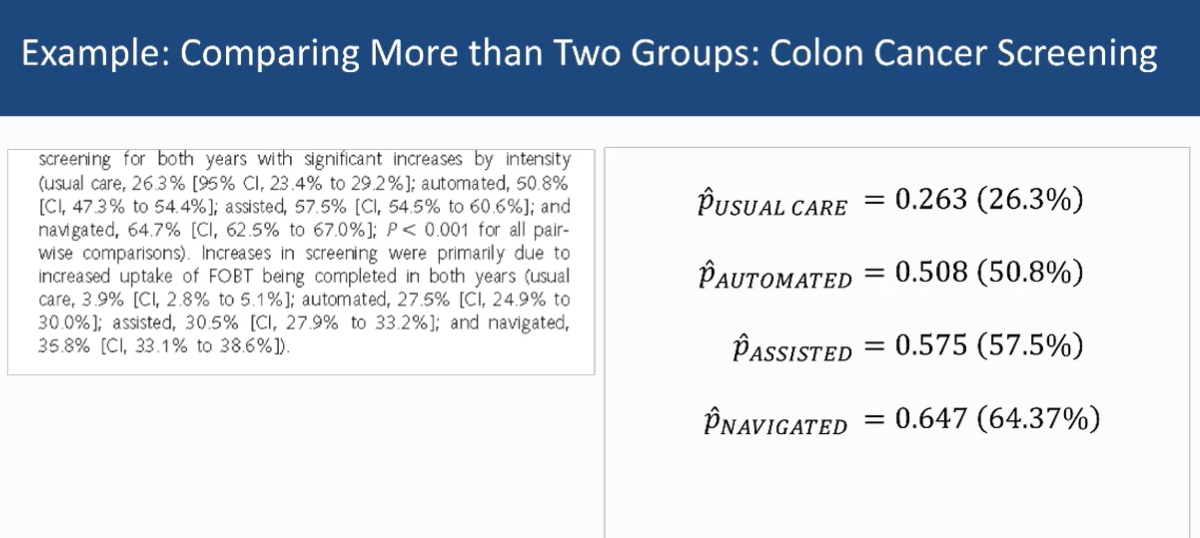 Example: Comparing More than Two Groups: Colon Cancer Screening
screening for both years with significant increases by intensity
(usual care, 26.3% [95% CI, 23.4% to 29.2%]; automated, 50.8%
[CI, 47.3% to 54.4%]; assisted, 57.5% [CI, 54.5% to 60.6%]; and
navigated, 64.7% [CI, 62.5% to 67.0%]; P < 0.001 for all pair-
wise comparisons). Increases in screening were primarily due to
increased uptake of FOBT being completed in both years (usual
care, 3.9% [CI, 2.8% to 5.1%]; automated, 27.5% [CI, 24.9% to
30.0%]; assisted, 30.5% [CI, 27.9% to 33.2%]; and navigated,
35.8% [CI, 33.1% to 38.6%]).
p̂USUAL CARE = 0.263 (26.3%)
p̂AUTOMATED = 0.508 (50.8%)
p̂ASSISTED = 0.575 (57.5%)
p̂NAVIGATED = 0.647 (64.37%)